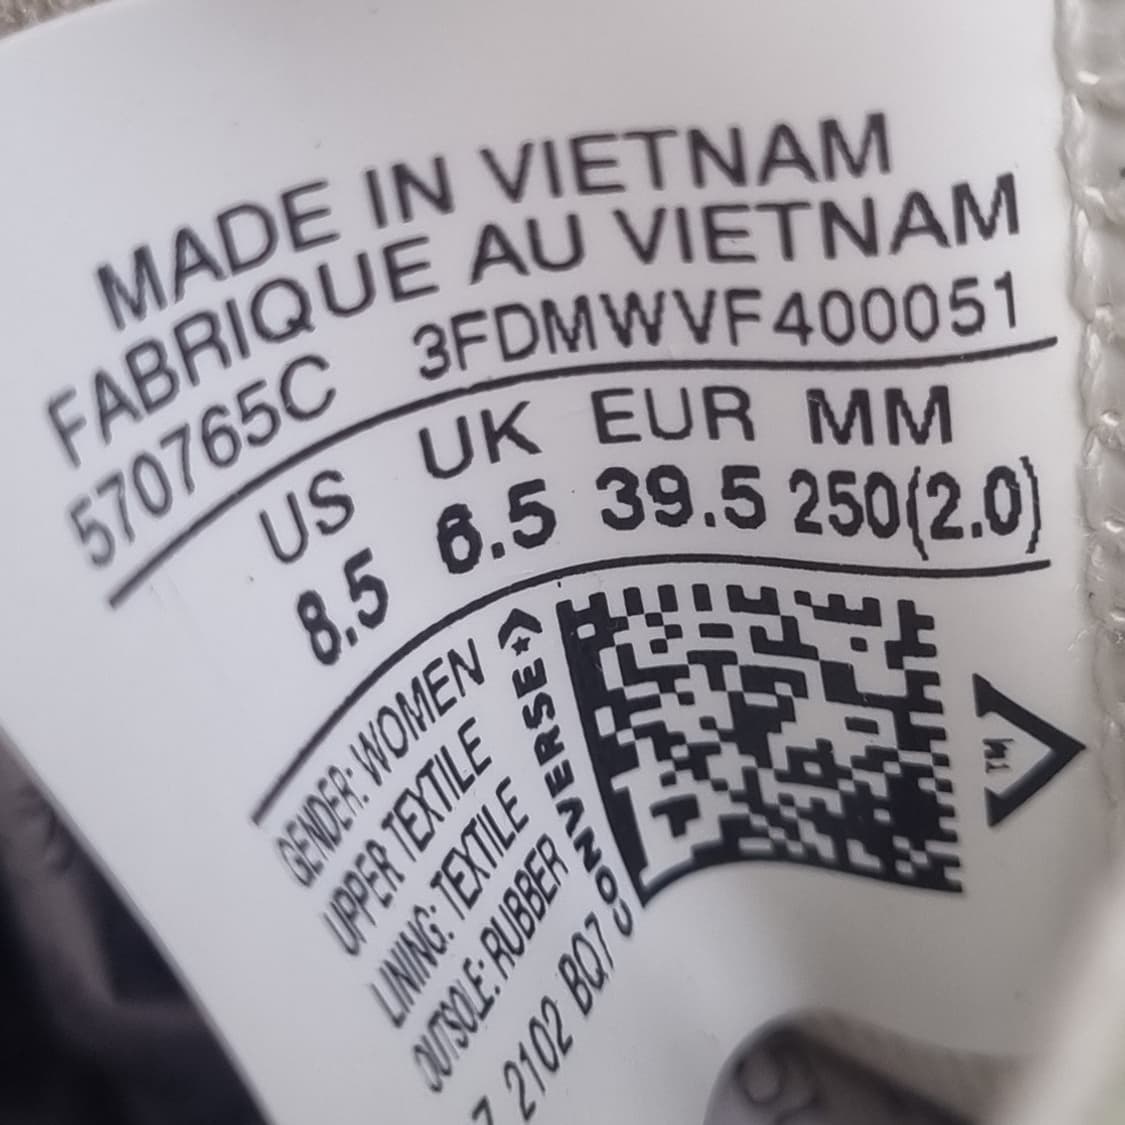 MADE IN VIETNAM
FABRIQUE AU VIETNAM
570765C 3FDMWVF400051
US UK EUR MM
8.5 6.5 39.5 250(2.0)
GENDER: WOMEN
UPPER TEXTILE
LINING: TEXTILE
OUTSOLE: RUBBER
2102 BQ7
CONVERSE